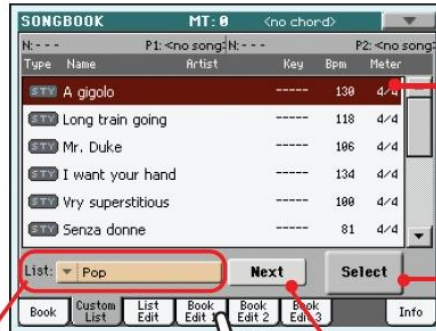 SONGBOOK MT:0 <no chord>
N:--- P1:<no song N:--- P2:<no song
Type Name Artist Key Bpm Meter
STY A gigolo ----- 130 4/4
STY Long train going ----- 118 4/4
STY Mr. Duke ----- 106 4/4
STY I want your hand ----- 134 4/4
STY Vry superstitious ----- 100 4/4
STY Senza donne ----- 81 4/4
List: Pop Next Select
Book Custom List List Edit Book Edit 1 Book Edit 2 Book Edit 3 Info